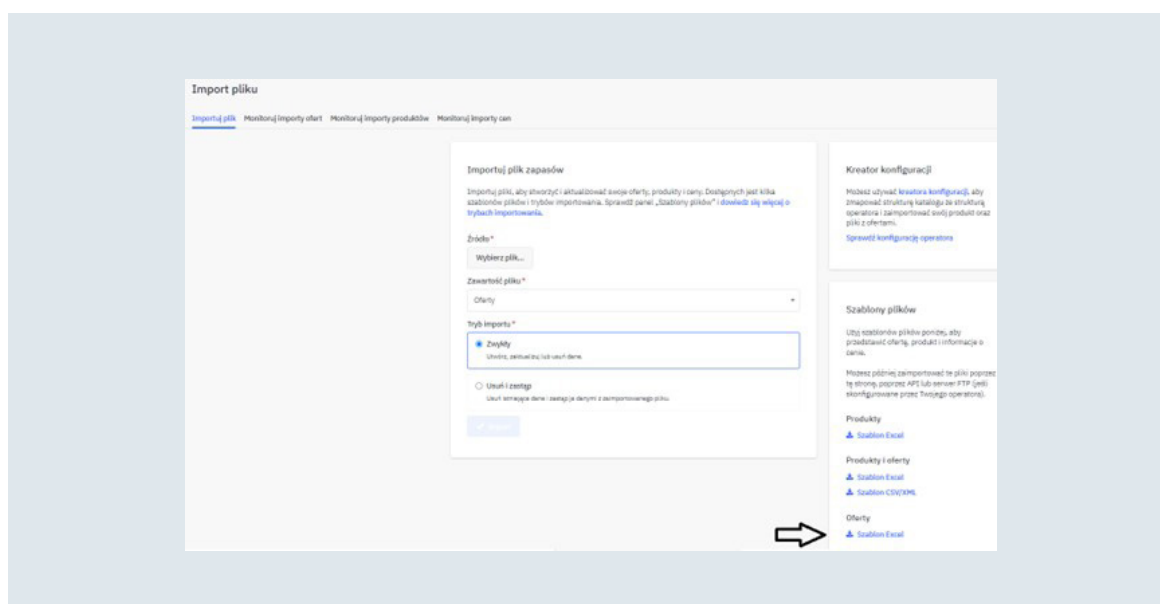 Import pliku
Importuj plik Monitoruj importy ofert Monitoruj importy produktów Monitoruj importy cen
Importuj plik zapasów
Importuj pliki, aby stworzyć i aktualizować swoje oferty, produkty i ceny. Dostępnych jest kilka
szablonów plików i trybów importowania. Sprawdź panel „Szablony plików” i dowiedz się więcej o
trybach importowania.
Źródło *
Wybierz plik...
Zawartość pliku *
Oferty
Tryb importu *
Zwykły
Utwórz, zaktualizuj lub usuń dane.
Usuń i zastąp
Usuń istniejące dane i zastąp je danymi z zaimportowanego pliku.
Kreator konfiguracji
Możesz używać kreatora konfiguracji, aby
zmapować strukturę katalogu ze strukturą
operatora i zaimportować swój produkt oraz
pliki z ofertami.
Sprawdź konfigurację operatora
Szablony plików
Użyj szablonów plików poniżej, aby
przedstawić ofertę, produkt i informacje o
cenie.
Możesz później zaimportować te pliki poprzez
tę stronę, poprzez API lub serwer FTP (jeśli
skonfigurowane przez Twojego operatora).
Produkty
Szablon Excel
Produkty i oferty
Szablon Excel
Szablon CSV/XML
Oferty
Szablon Excel